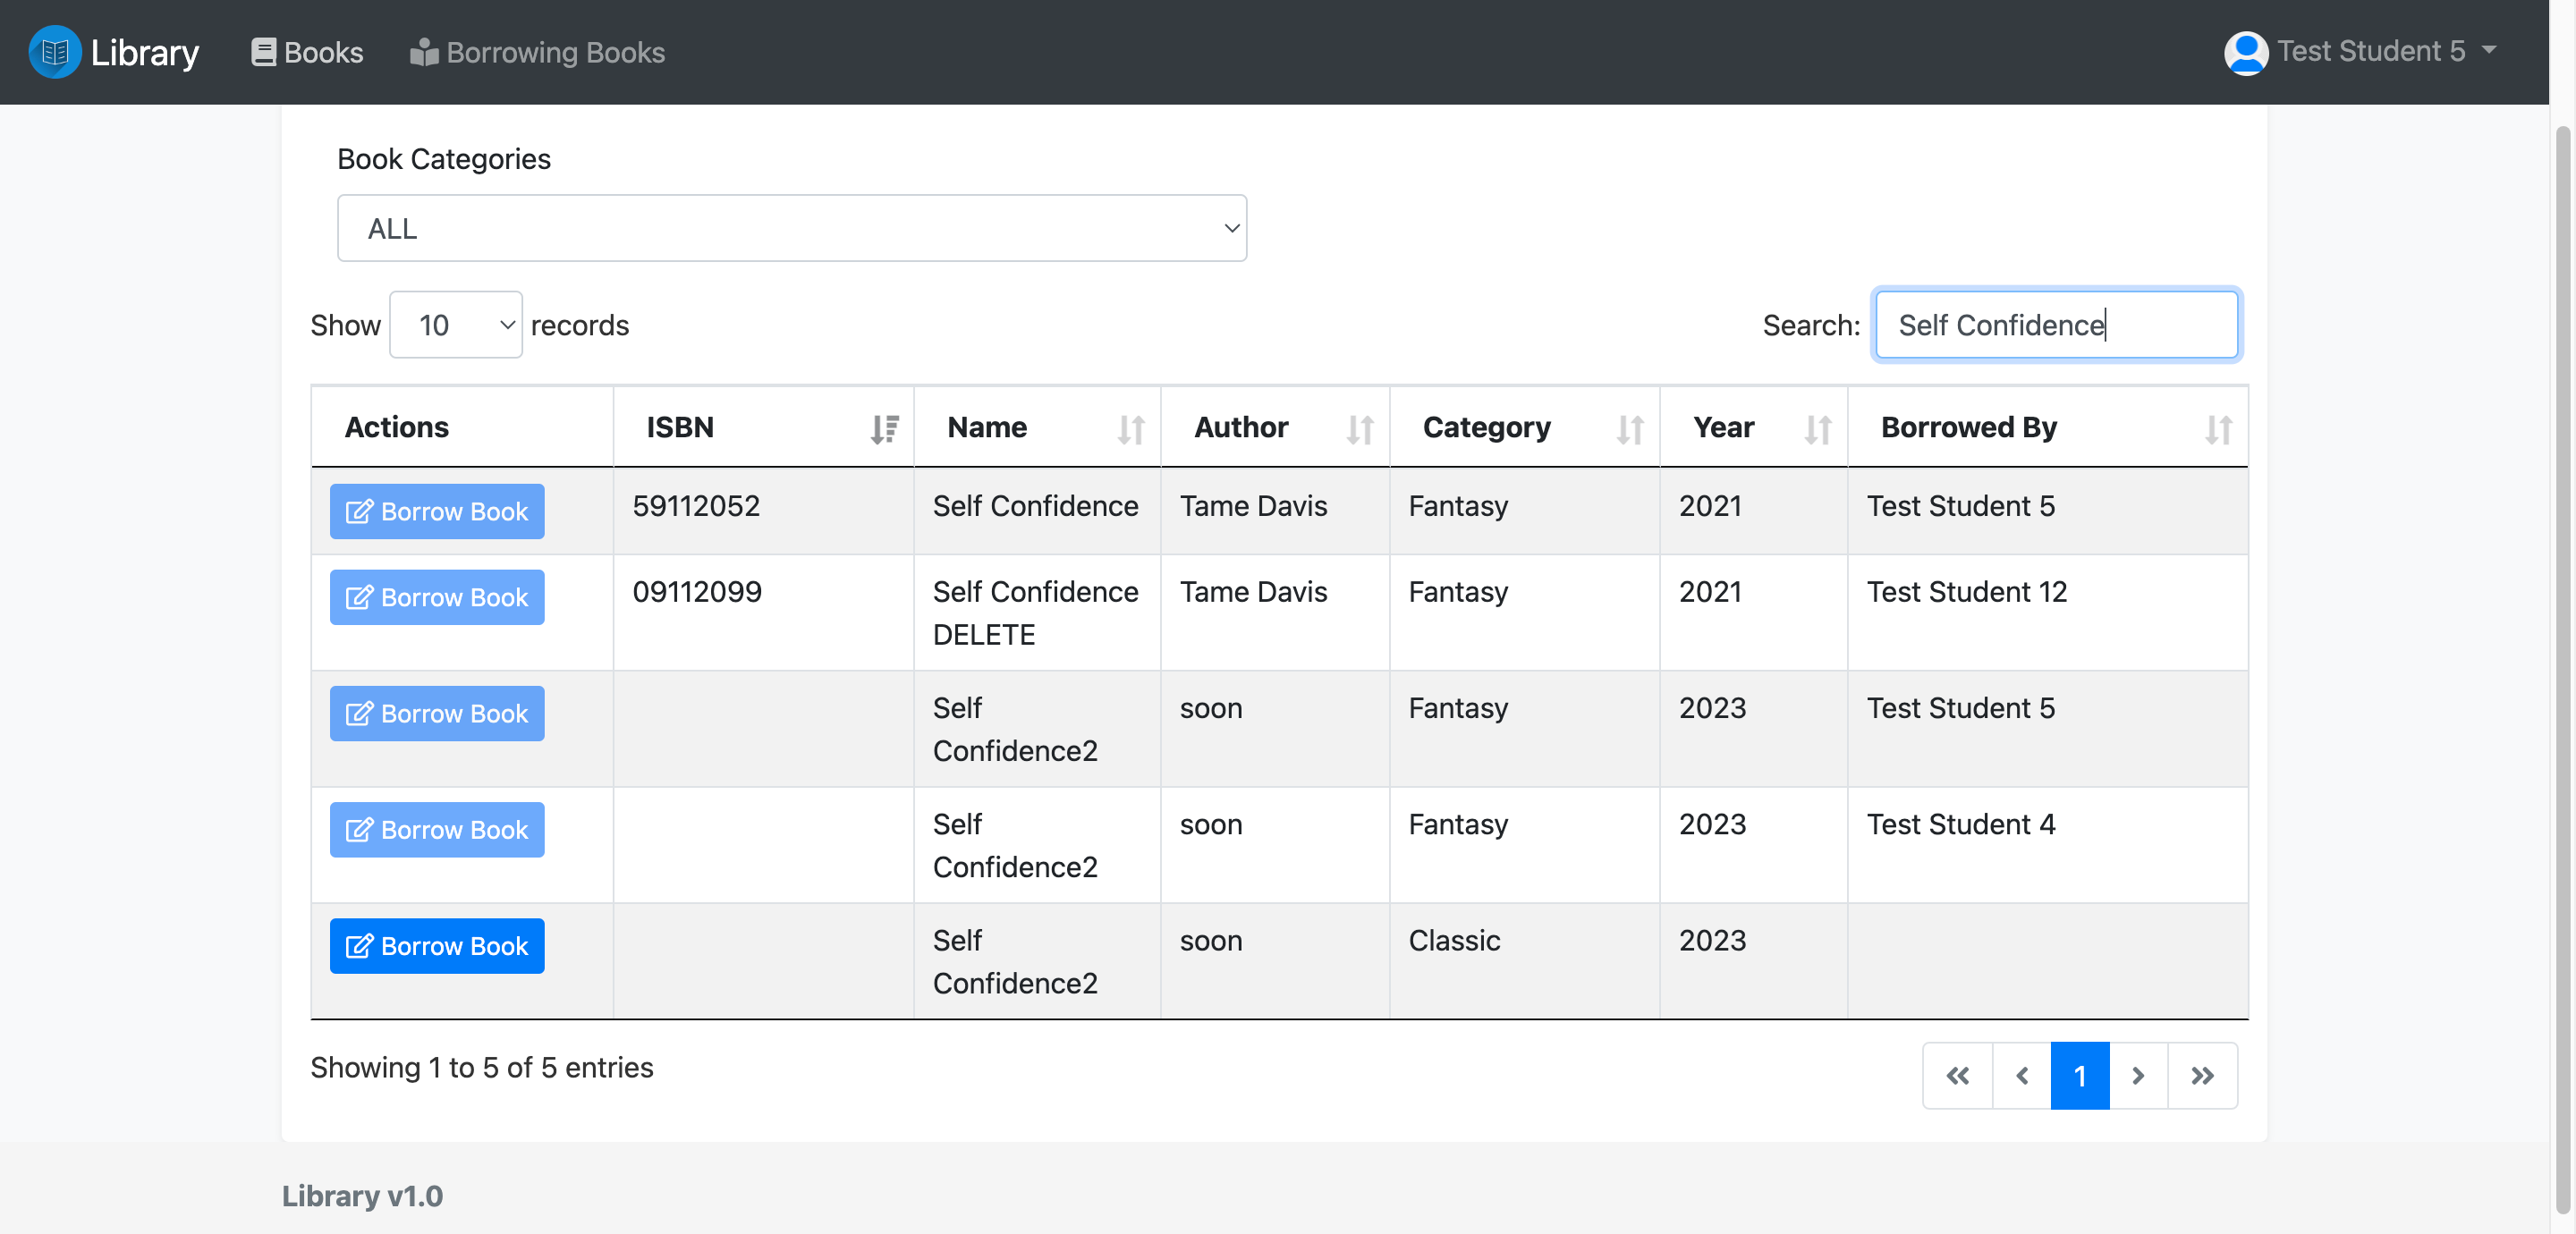 Library Books Borrowing Books Test Student 5
Book Categories
ALL
Show 10 records Search: Self Confidence
Actions ISBN Name Author Category Year Borrowed By
Borrow Book 59112052 Self Confidence Tame Davis Fantasy 2021 Test Student 5
Borrow Book 09112099 Self Confidence Tame Davis Fantasy 2021 Test Student 12
DELETE
Borrow Book Self soon Fantasy 2023 Test Student 5
Confidence2
Borrow Book Self soon Fantasy 2023 Test Student 4
Confidence2
Borrow Book Self soon Classic 2023
Confidence2
Showing 1 to 5 of 5 entries « ‹ 1 › »
Library v1.0